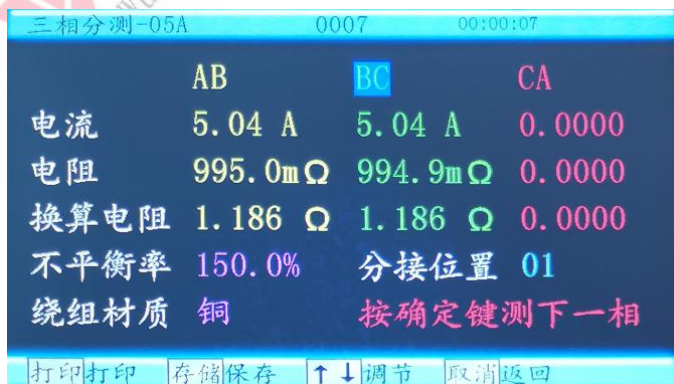 三相分测-05A 0007 00:00:07
AB BC CA
电流 5.04 A 5.04 A 0.0000
电阻 995.0mΩ 994.9mΩ 0.0000
换算电阻 1.186 Ω 1.186 Ω 0.0000
不平衡率 150.0% 分接位置 01
绕组材质 铜 按确定键测下一相
打印打印 存储保存 ↑↓调节 取消返回